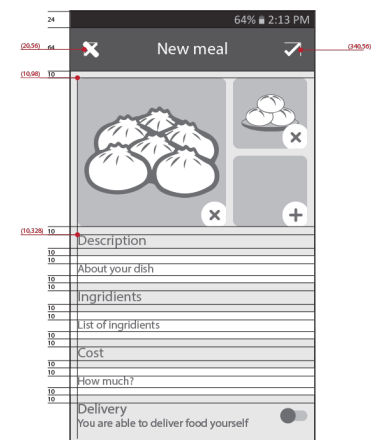 24 64% 2:13 PM
(20,56) 64 New meal (340,56)
(10,98) 10
(10,328) 10
Description
10
10
About your dish
10
Ingridients
10
10
List of ingridients
10
10
Cost
10
10
How much?
10
10
Delivery
You are able to deliver food yourself